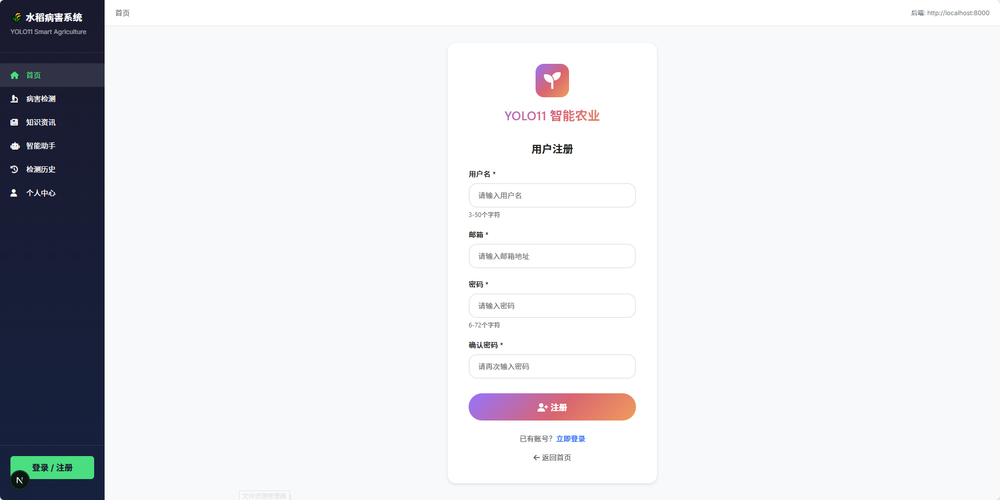 水稻病害系统
YOLO11 Smart Agriculture
首页
病害检测
知识资讯
智能助手
检测历史
个人中心
登录 / 注册
N
首页
后端: http://localhost:8000
YOLO11 智能农业
用户注册
用户名 *
请输入用户名
3-50个字符
邮箱 *
请输入邮箱地址
密码 *
请输入密码
6-72个字符
确认密码 *
请再次输入密码
注册
已有账号? 立即登录
返回首页
文件资源管理器